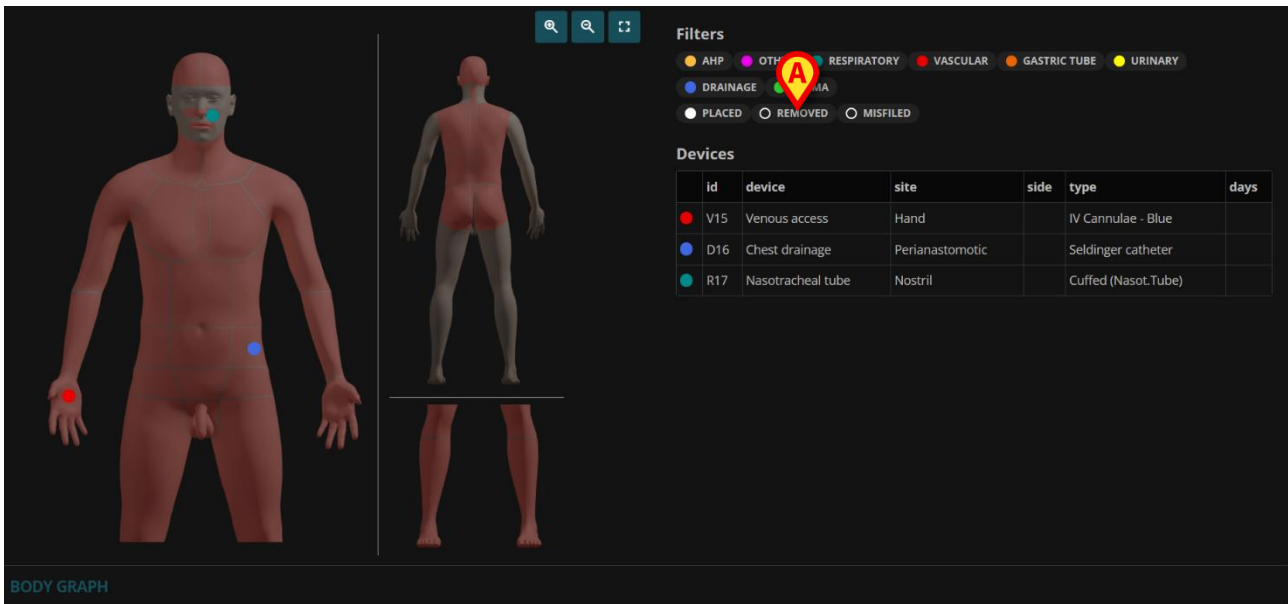 Filters
AHP OTH RESPIRATORY VASCULAR GASTRIC TUBE URINARY
A
DRAINAGE MA
PLACED REMOVED MISFILED
Devices
id device site side type days
V15 Venous access Hand IV Cannulae - Blue
D16 Chest drainage Perianastomotic Seldinger catheter
R17 Nasotracheal tube Nostril Cuffed (Nasot.Tube)
BODY GRAPH